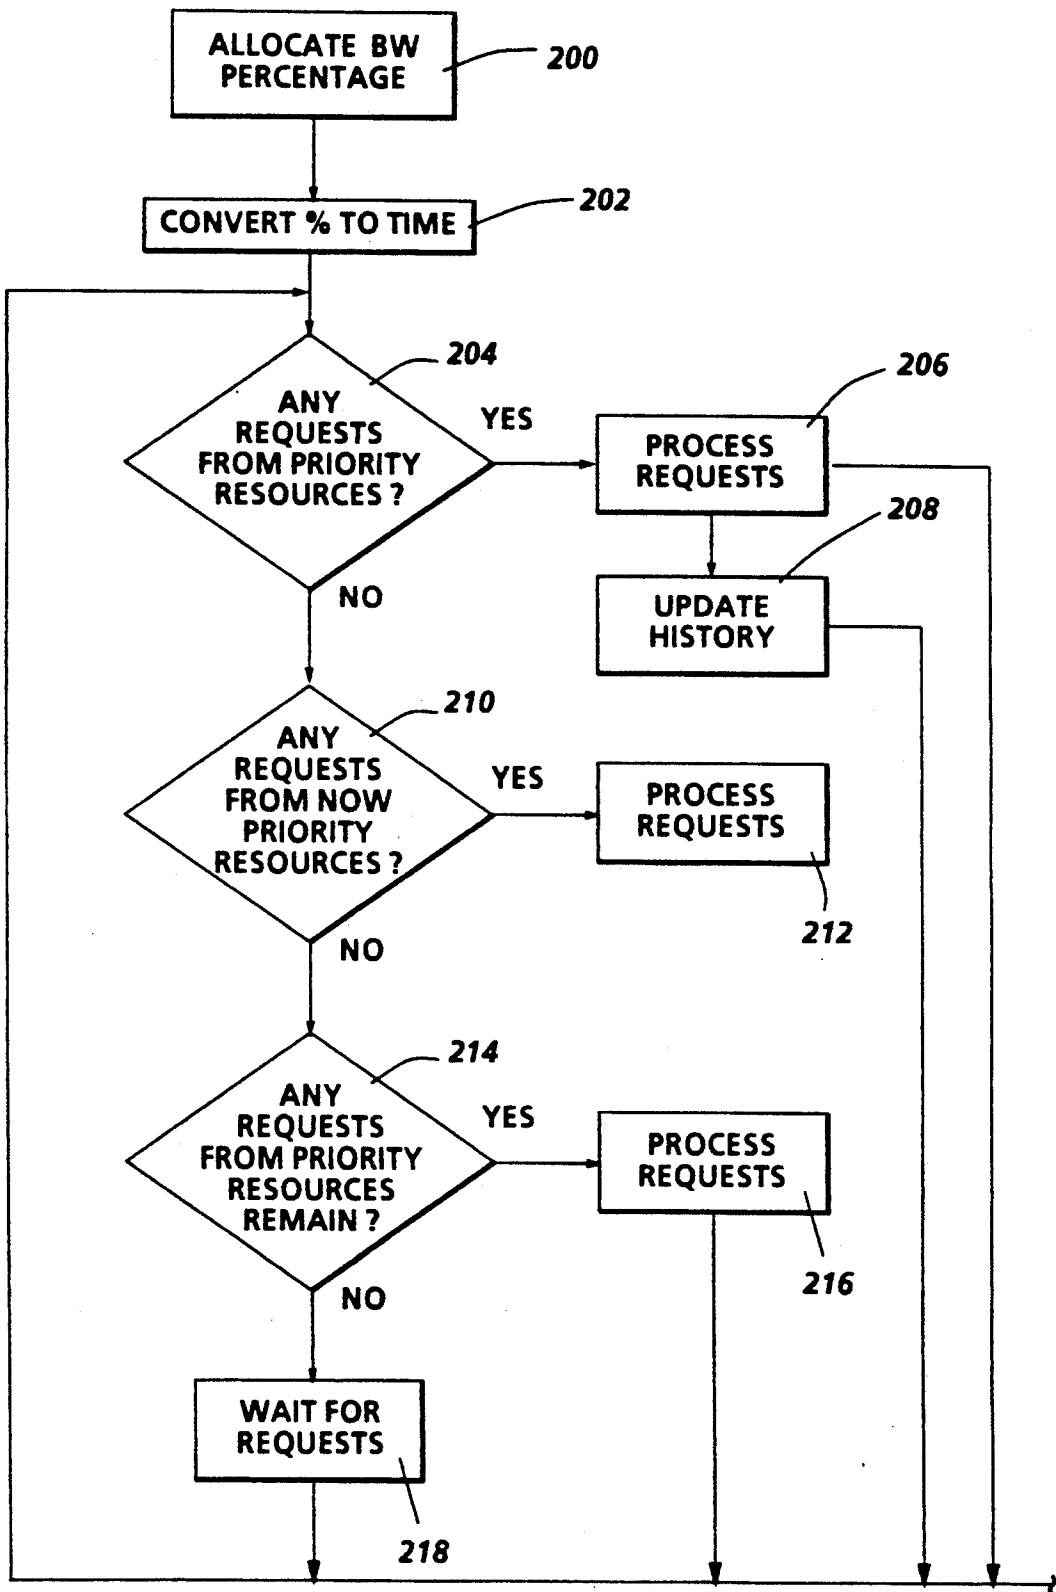 ALLOCATE BW
PERCENTAGE
200
CONVERT % TO TIME
202
204
ANY
REQUESTS
FROM PRIORITY
RESOURCES ?
YES
206
PROCESS
REQUESTS
208
UPDATE
HISTORY
NO
210
ANY
REQUESTS
FROM NOW
PRIORITY
RESOURCES ?
YES
PROCESS
REQUESTS
212
NO
214
ANY
REQUESTS
FROM PRIORITY
RESOURCES
REMAIN ?
YES
PROCESS
REQUESTS
216
NO
WAIT FOR
REQUESTS
218